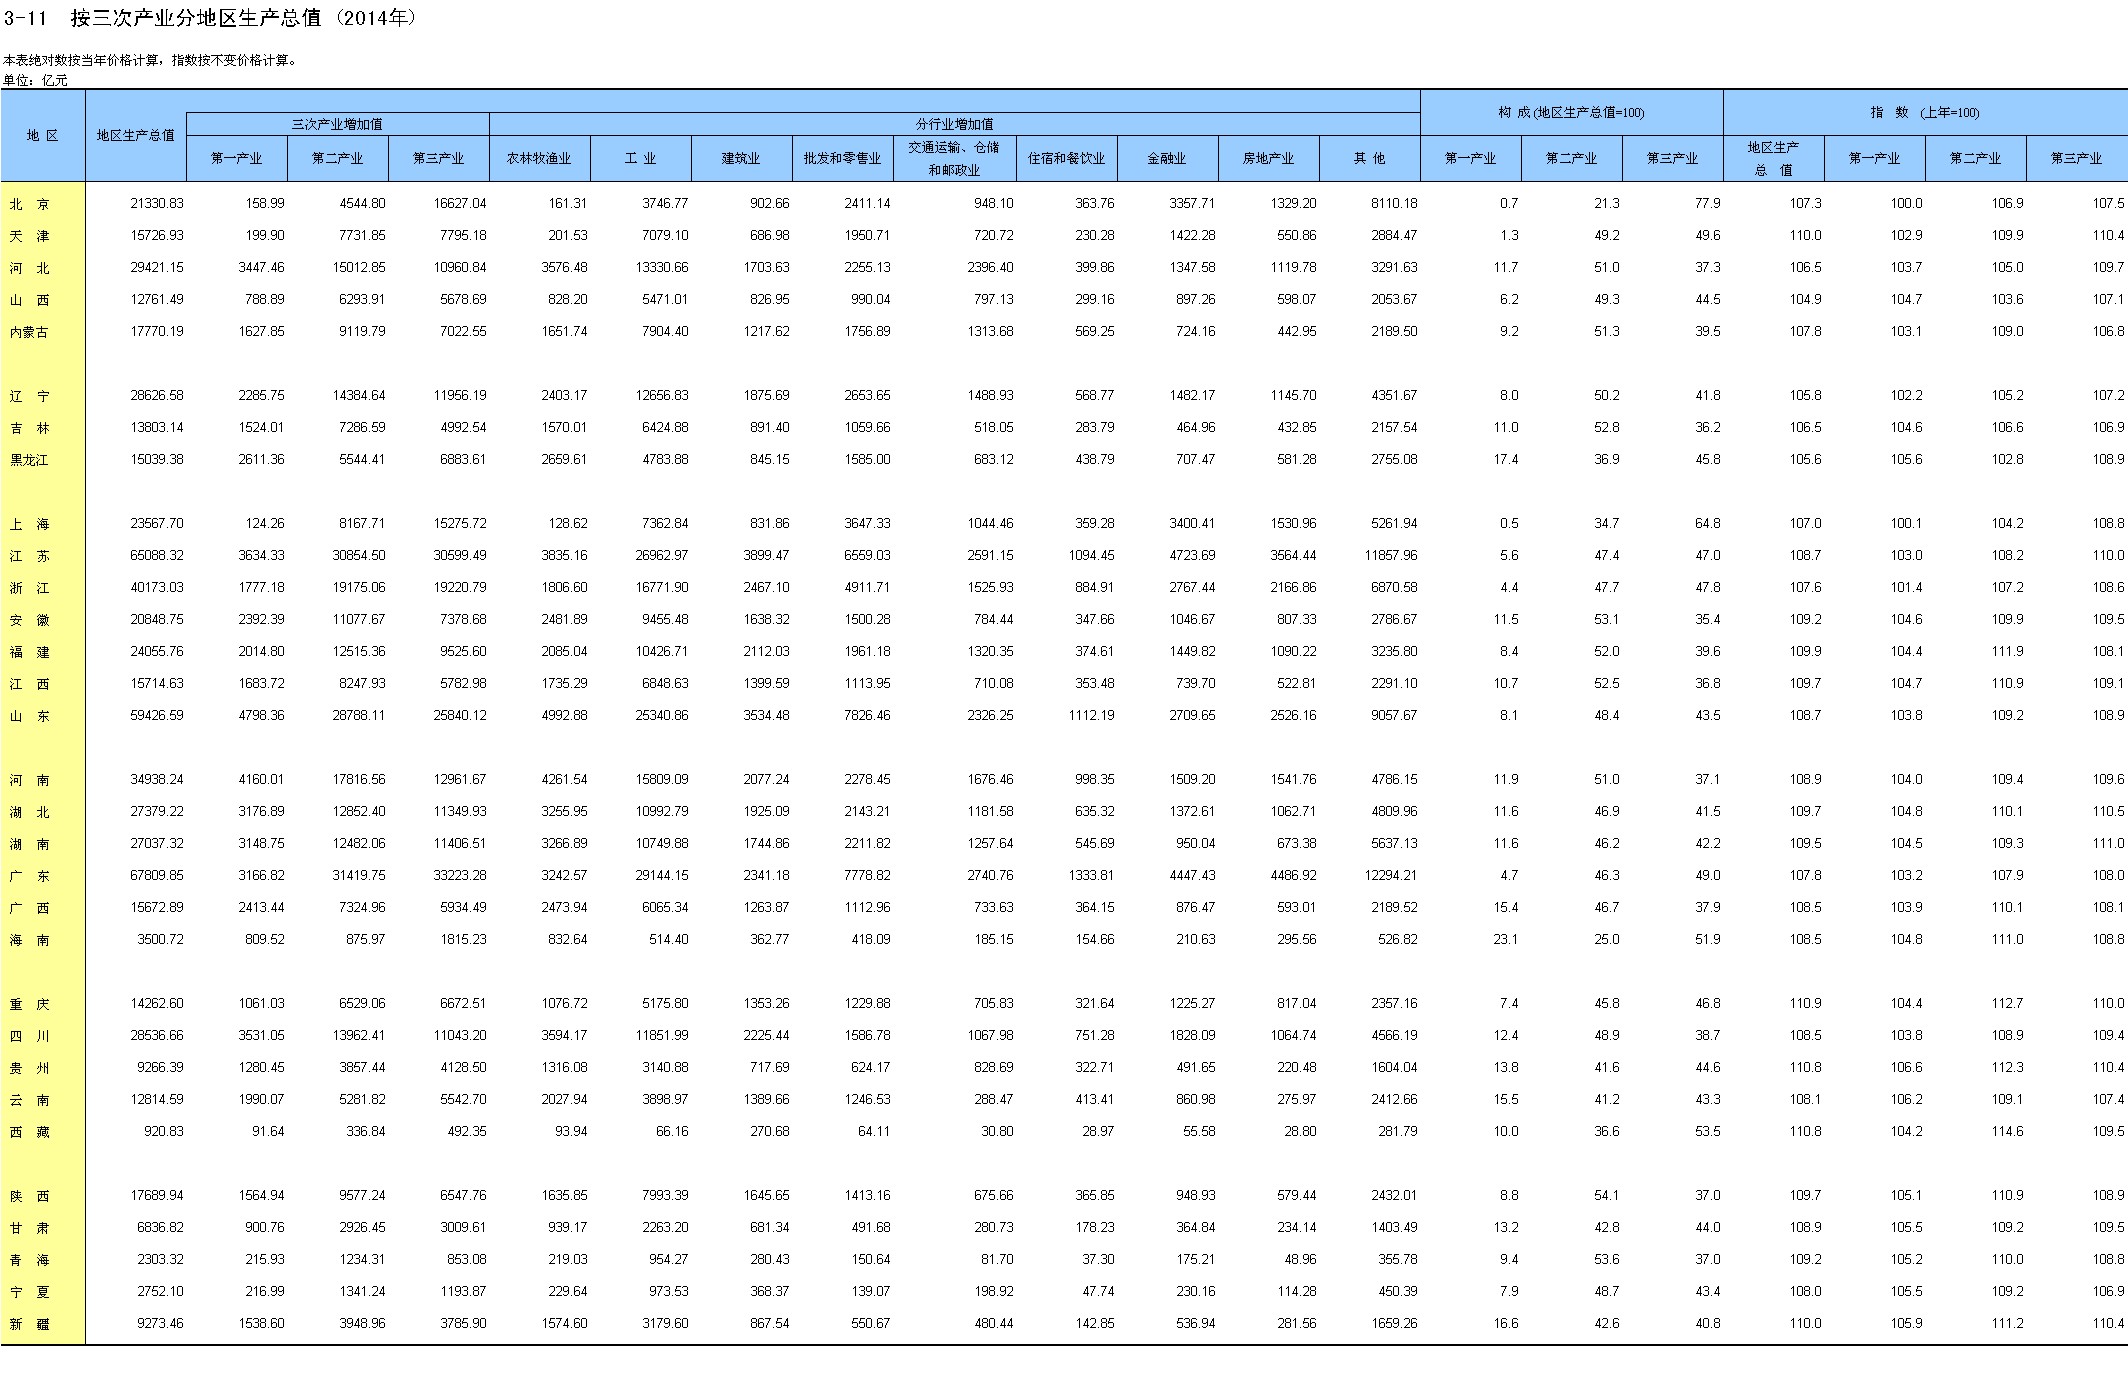 3-11 按三次产业分地区生产总值 (2014年)
本表绝对数按当年价格计算，指数按不变价格计算。
单位：亿元
地 区 地区生产总值 三次产业增加值 分行业增加值 构 成 (地区生产总值=100) 指 数 (上年=100)
第一产业 第二产业 第三产业 农林牧渔业 工 业 建筑业 批发和零售业 交通运输、仓储 和邮政业 住宿和餐饮业 金融业 房地产业 其 他 第一产业 第二产业 第三产业 地区生产 总 值 第一产业 第二产业 第三产业
北 京 21330.83 158.99 4544.80 16627.04 161.31 3746.77 902.66 2411.14 948.10 363.76 3357.71 1329.20 8110.18 0.7 21.3 77.9 107.3 100.0 106.9 107.5
天 津 15726.93 199.90 7731.85 7795.18 201.53 7079.10 686.98 1950.71 720.72 230.28 1422.28 550.86 2884.47 1.3 49.2 49.6 110.0 102.9 109.9 110.4
河 北 29421.15 3447.46 15012.85 10960.84 3576.48 13330.66 1703.63 2255.13 2396.40 399.86 1347.58 1119.78 3291.63 11.7 51.0 37.3 106.5 103.7 105.0 109.7
山 西 12761.49 788.89 6293.91 5678.69 828.20 5471.01 826.95 990.04 797.13 299.16 897.26 598.07 2053.67 6.2 49.3 44.5 104.9 104.7 103.6 107.1
内蒙古 17770.19 1627.85 9119.79 7022.55 1651.74 7904.40 1217.62 1756.89 1313.68 569.25 724.16 442.95 2189.50 9.2 51.3 39.5 107.8 103.1 109.0 106.8
辽 宁 28626.58 2285.75 14384.64 11956.19 2403.17 12656.83 1875.69 2653.65 1488.93 568.77 1482.17 1145.70 4351.67 8.0 50.2 41.8 105.8 102.2 105.2 107.2
吉 林 13803.14 1524.01 7286.59 4992.54 1570.01 6424.88 891.40 1059.66 518.05 283.79 464.96 432.85 2157.54 11.0 52.8 36.2 106.5 104.6 106.6 106.9
黑龙江 15039.38 2611.36 5544.41 6883.61 2659.61 4783.88 845.15 1585.00 683.12 438.79 707.47 581.28 2755.08 17.4 36.9 45.8 105.6 105.6 102.8 108.9
上 海 23567.70 124.26 8167.71 15275.72 128.62 7362.84 831.86 3647.33 1044.46 359.28 3400.41 1530.96 5261.94 0.5 34.7 64.8 107.0 100.1 104.2 108.8
江 苏 65088.32 3634.33 30854.50 30599.49 3835.16 26962.97 3899.47 6559.03 2591.15 1094.45 4723.69 3564.44 11857.96 5.6 47.4 47.0 108.7 103.0 108.2 110.0
浙 江 40173.03 1777.18 19175.06 19220.79 1806.60 16771.90 2467.10 4911.71 1525.93 884.91 2767.44 2166.86 6870.58 4.4 47.7 47.8 107.6 101.4 107.2 108.6
安 徽 20848.75 2392.39 11077.67 7378.68 2481.89 9455.48 1638.32 1500.28 784.44 347.66 1046.67 807.33 2786.67 11.5 53.1 35.4 109.2 104.6 109.9 109.5
福 建 24055.76 2014.80 12515.36 9525.60 2085.04 10426.71 2112.03 1961.18 1320.35 374.61 1449.82 1090.22 3235.80 8.4 52.0 39.6 109.9 104.4 111.9 108.1
江 西 15714.63 1683.72 8247.93 5782.98 1735.29 6848.63 1399.59 1113.95 710.08 353.48 739.70 522.81 2291.10 10.7 52.5 36.8 109.7 104.7 110.9 109.1
山 东 59426.59 4798.36 28788.11 25840.12 4992.88 25340.86 3534.48 7826.46 2326.25 1112.19 2709.65 2526.16 9057.67 8.1 48.4 43.5 108.7 103.8 109.2 108.9
河 南 34938.24 4160.01 17816.56 12961.67 4261.54 15809.09 2077.24 2278.45 1676.46 998.35 1509.20 1541.76 4786.15 11.9 51.0 37.1 108.9 104.0 109.4 109.6
湖 北 27379.22 3176.89 12852.40 11349.93 3255.95 10992.79 1925.09 2143.21 1181.58 635.32 1372.61 1062.71 4809.96 11.6 46.9 41.5 109.7 104.8 110.1 110.5
湖 南 27037.32 3148.75 12482.06 11406.51 3266.89 10749.88 1744.86 2211.82 1257.64 545.69 950.04 673.38 5637.13 11.6 46.2 42.2 109.5 104.5 109.3 111.0
广 东 67809.85 3166.82 31419.75 33223.28 3242.57 29144.15 2341.18 7778.82 2740.76 1333.81 4447.43 4486.92 12294.21 4.7 46.3 49.0 107.8 103.2 107.9 108.0
广 西 15672.89 2413.44 7324.96 5934.49 2473.94 6065.34 1263.87 1112.96 733.63 364.15 876.47 593.01 2189.52 15.4 46.7 37.9 108.5 103.9 110.1 108.1
海 南 3500.72 809.52 875.97 1815.23 832.64 514.40 362.77 418.09 185.15 154.66 210.63 295.56 526.82 23.1 25.0 51.9 108.5 104.8 111.0 108.8
重 庆 14262.60 1061.03 6529.06 6672.51 1076.72 5175.80 1353.26 1229.88 705.83 321.64 1225.27 817.04 2357.16 7.4 45.8 46.8 110.9 104.4 112.7 110.0
四 川 28536.66 3531.05 13962.41 11043.20 3594.17 11851.99 2225.44 1586.78 1067.98 751.28 1828.09 1064.74 4566.19 12.4 48.9 38.7 108.5 103.8 108.9 109.4
贵 州 9266.39 1280.45 3857.44 4128.50 1316.08 3140.88 717.69 624.17 828.69 322.71 491.65 220.48 1604.04 13.8 41.6 44.6 110.8 106.6 112.3 110.4
云 南 12814.59 1990.07 5281.82 5542.70 2027.94 3898.97 1389.66 1246.53 288.47 413.41 860.98 275.97 2412.66 15.5 41.2 43.3 108.1 106.2 109.1 107.4
西 藏 920.83 91.64 336.84 492.35 93.94 66.16 270.68 64.11 30.80 28.97 55.58 28.80 281.79 10.0 36.6 53.5 110.8 104.2 114.6 109.5
陕 西 17689.94 1564.94 9577.24 6547.76 1635.85 7993.39 1645.65 1413.16 675.66 365.85 948.93 579.44 2432.01 8.8 54.1 37.0 109.7 105.1 110.9 108.9
甘 肃 6836.82 900.76 2926.45 3009.61 939.17 2263.20 681.34 491.68 280.73 178.23 364.84 234.14 1403.49 13.2 42.8 44.0 108.9 105.5 109.2 109.5
青 海 2303.32 215.93 1234.31 853.08 219.03 954.27 280.43 150.64 81.70 37.30 175.21 48.96 355.78 9.4 53.6 37.0 109.2 105.2 110.0 108.8
宁 夏 2752.10 216.99 1341.24 1193.87 229.64 973.53 368.37 139.07 198.92 47.74 230.16 114.28 450.39 7.9 48.7 43.4 108.0 105.5 109.2 106.9
新 疆 9273.46 1538.60 3948.96 3785.90 1574.60 3179.60 867.54 550.67 480.44 142.85 536.94 281.56 1659.26 16.6 42.6 40.8 110.0 105.9 111.2 110.4